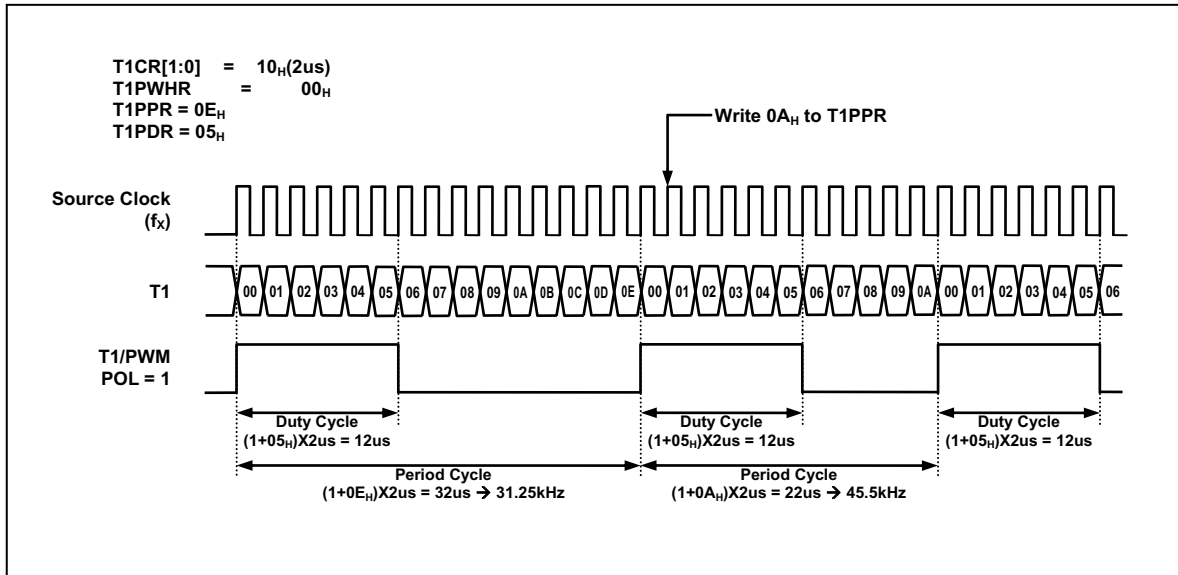 T1CR[1:0] = 10H(2us)
T1PWHR = 00H
T1PPR = 0EH
T1PDR = 05H
Write 0AH to T1PPR
Source Clock
(fX)
T1
00 01 02 03 04 05 06 07 08 09 0A 0B 0C 0D 0E 00 01 02 03 04 05 06 07 08 09 0A 00 01 02 03 04 05 06
T1/PWM
POL = 1
Duty Cycle
(1+05H)X2us = 12us
Duty Cycle
(1+05H)X2us = 12us
Duty Cycle
(1+05H)X2us = 12us
Period Cycle
(1+0EH)X2us = 32us → 31.25kHz
Period Cycle
(1+0AH)X2us = 22us → 45.5kHz